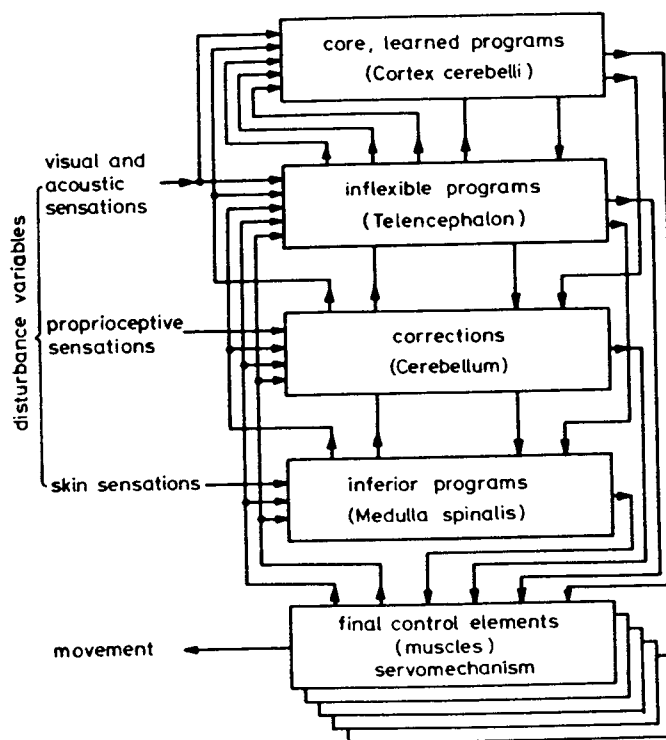 core, learned programs
(Cortex cerebelli)
visual and
acoustic
sensations
inflexible programs
(Telencephalon)
disturbance variables
proprioceptive
sensations
corrections
(Cerebellum)
skin sensations
inferior programs
(Medulla spinalis)
movement
final control elements
(muscles)
servomechanism